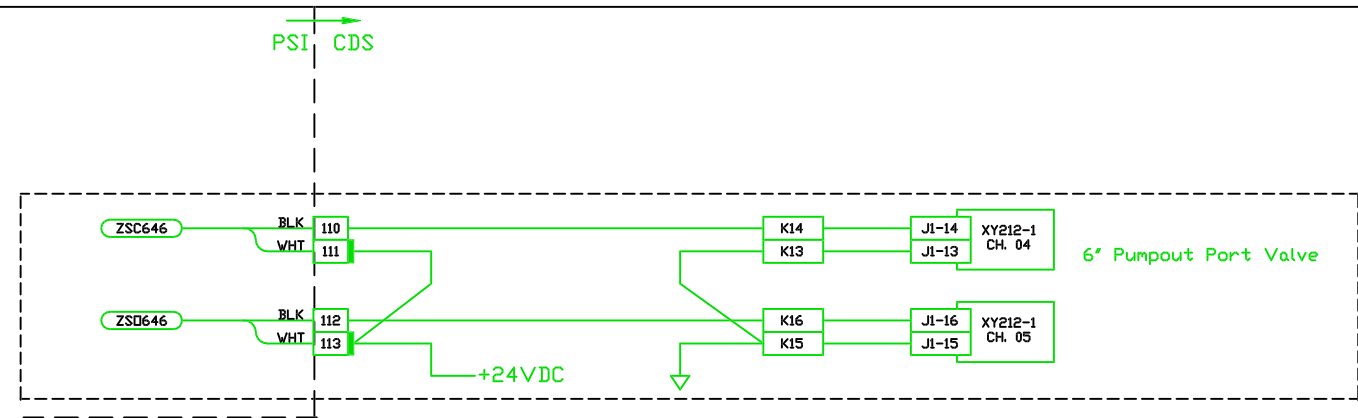 PSI CDS
ZSC646 BLK 110 K14 J1-14 XY212-1
WHT 111 K13 J1-13 CH. 04
6" Pumpout Port Valve
ZSO646 BLK 112 K16 J1-16 XY212-1
WHT 113 K15 J1-15 CH. 05
+24VDC